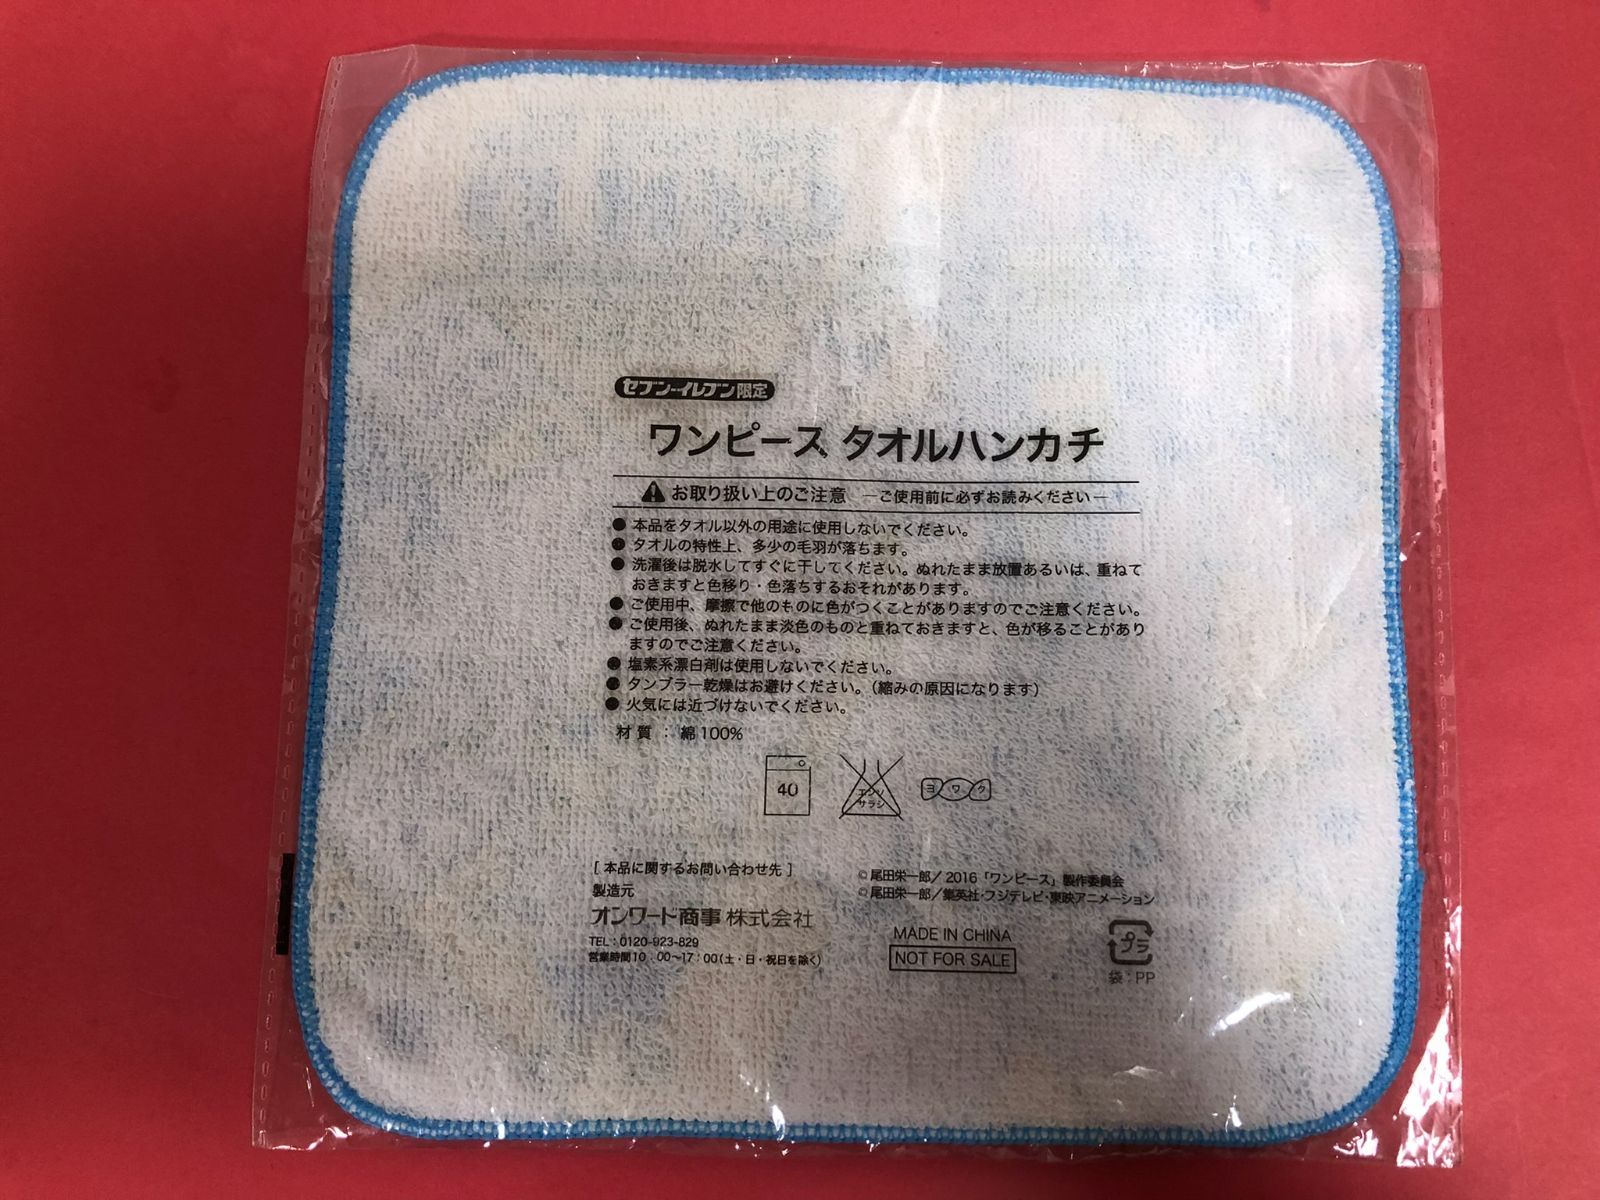 セブン-イレブン限定
ワンピース タオルハンカチ
お取り扱い上のご注意 ―ご使用前に必ずお読みください―
● 本品をタオル以外の用途に使用しないでください。
● タオルの特性上、多少の毛羽が落ちます。
● 洗濯後は脱水してすぐに干してください。ぬれたまま放置あるいは、重ねて
おきますと色移り・色落ちするおそれがあります。
● ご使用中、摩擦で他のものに色がつくことがありますのでご注意ください。
● ご使用後、ぬれたまま淡色のものと重ねておきますと、色が移ることがあり
ますのでご注意ください。
● 塩素系漂白剤は使用しないでください。
● タンブラー乾燥はお避けください。(縮みの原因になります)
● 火気には近づけないでください。
材質：綿100%
40
エンソ
サラシ
ヨワク
[本品に関するお問い合わせ先]
製造元
オンワード商事株式会社
TEL：0120-923-829
営業時間10：00〜17：00(土・日・祝日を除く)
©尾田栄一郎／2016「ワンピース」製作委員会
©尾田栄一郎／集英社・フジテレビ・東映アニメーション
MADE IN CHINA
NOT FOR SALE
プラ
袋：PP